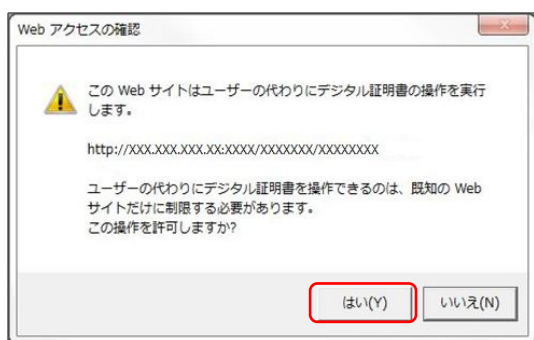 Web アクセスの確認
この Web サイトはユーザーの代わりにデジタル証明書の操作を実行
します。
http://XXX.XXX.XXX.XX:XXXX/XXXXXXX/XXXXXXXX
ユーザーの代わりにデジタル証明書を操作できるのは、既知の Web
サイトだけに制限する必要があります。
この操作を許可しますか?
はい(Y)
いいえ(N)